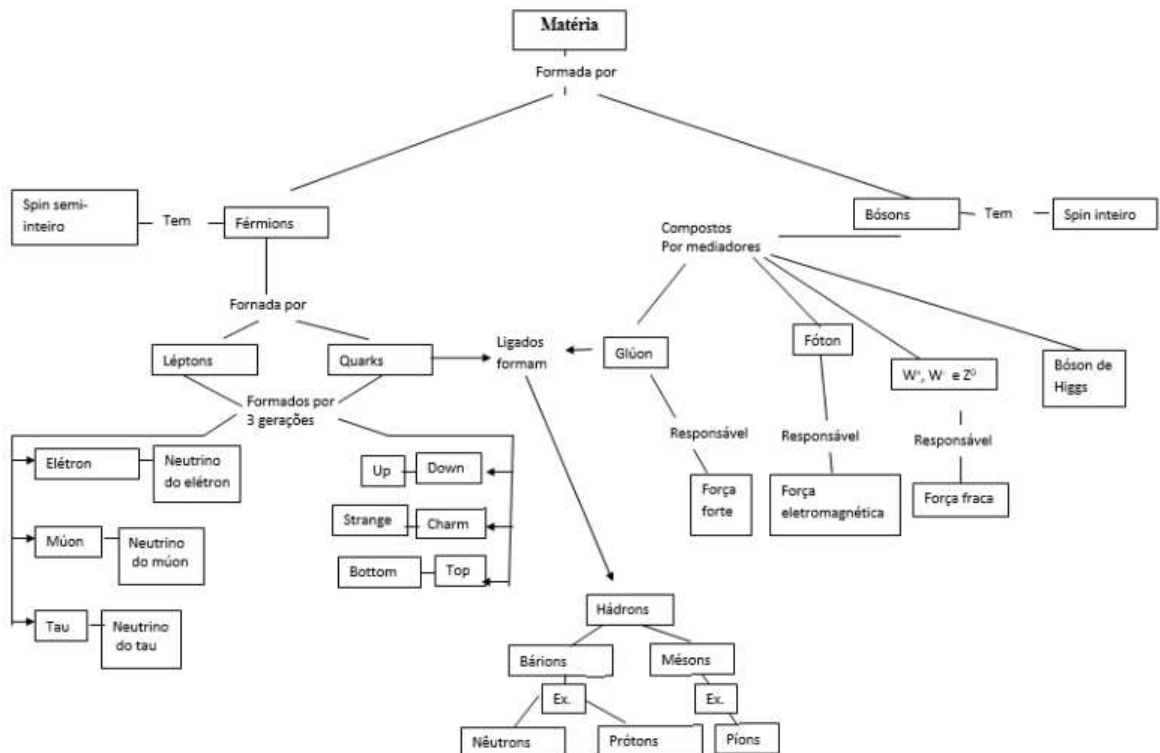 Matéria
Formada por
Spin semi-
inteiro
Tem
Férmions
Bósons
Tem
Spin inteiro
Compostos
Por mediadores
Fornada por
Léptons
Quarks
Ligados
formam
Glúon
Fóton
W⁺, W⁻ e Z⁰
Bóson de
Higgs
Formados por
3 gerações
Responsável
Responsável
Responsável
Elétron
Neutrino
do elétron
Up
Down
Força
forte
Força
eletromagnética
Força fraca
Strange
Charm
Múon
Neutrino
do múon
Bottom
Top
Tau
Neutrino
do tau
Hádrons
Bárions
Mésons
Ex.
Ex.
Nêutrons
Prótons
Píons